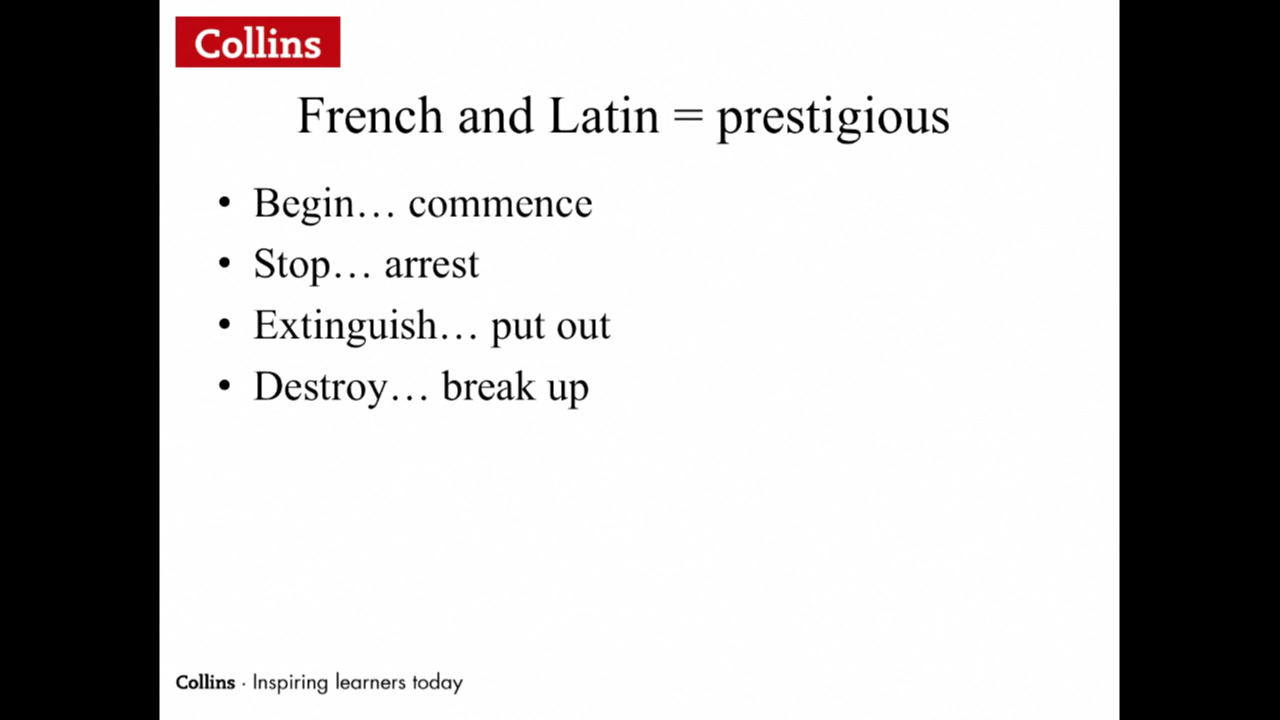 Collins
French and Latin = prestigious
• Begin… commence
• Stop… arrest
• Extinguish… put out
• Destroy… break up
Collins · Inspiring learners today